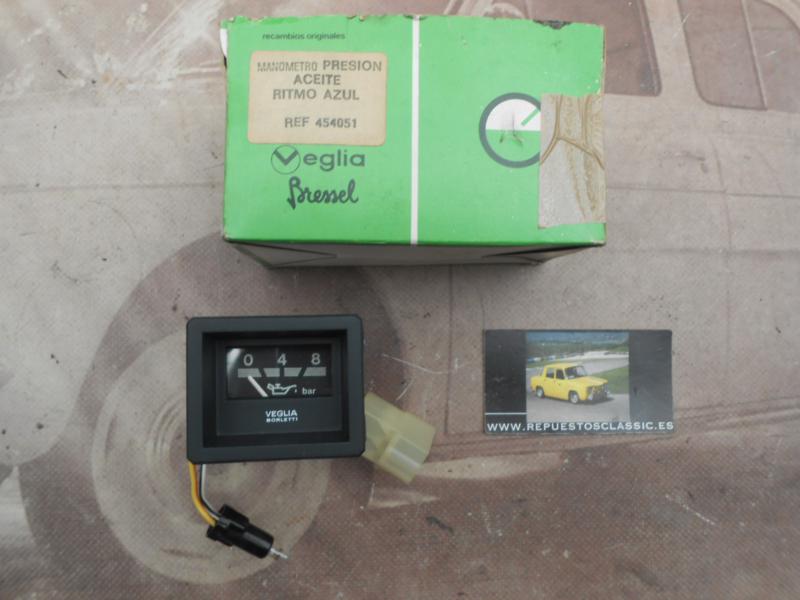 recambios originales
MANOMETRO PRESION
ACEITE
RITMO AZUL
REF 454051
Veglia
Bressel
0 4 8
bar
VEGLIA
BORLETTI
WWW.REPUESTOSCLASSIC.ES